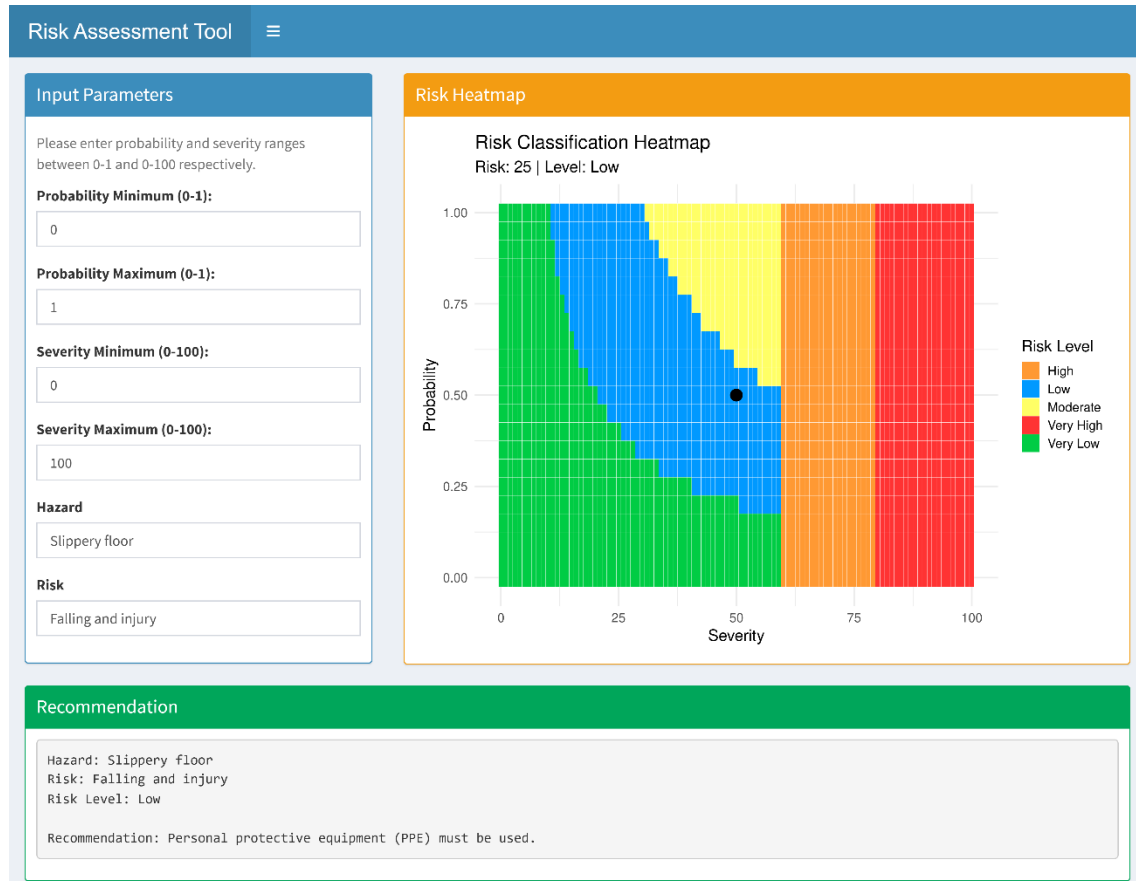 Risk Assessment Tool
Input Parameters
Please enter probability and severity ranges
between 0-1 and 0-100 respectively.
Probability Minimum (0-1):
0
Probability Maximum (0-1):
1
Severity Minimum (0-100):
0
Severity Maximum (0-100):
100
Hazard
Slippery floor
Risk
Falling and injury
Risk Heatmap
Risk Classification Heatmap
Risk: 25 | Level: Low
1.00
0.75
0.50
0.25
0.00
Probability
0 25 50 75 100
Severity
Risk Level
High
Low
Moderate
Very High
Very Low
Recommendation
Hazard: Slippery floor
Risk: Falling and injury
Risk Level: Low
Recommendation: Personal protective equipment (PPE) must be used.